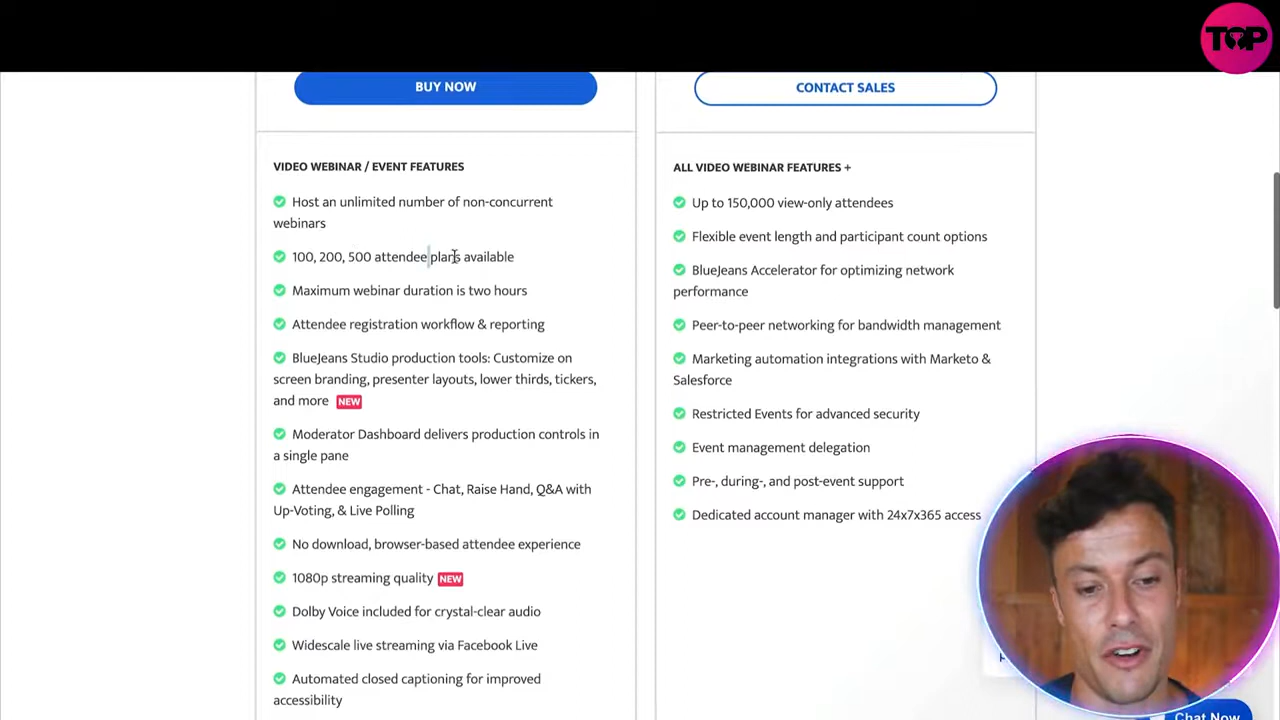 TOP
BUY NOW
VIDEO WEBINAR / EVENT FEATURES
Host an unlimited number of non-concurrent
webinars
100, 200, 500 attendee plans available
Maximum webinar duration is two hours
Attendee registration workflow & reporting
BlueJeans Studio production tools: Customize on
screen branding, presenter layouts, lower thirds, tickers,
and more NEW
Moderator Dashboard delivers production controls in
a single pane
Attendee engagement - Chat, Raise Hand, Q&A with
Up-Voting, & Live Polling
No download, browser-based attendee experience
1080p streaming quality NEW
Dolby Voice included for crystal-clear audio
Widescale live streaming via Facebook Live
Automated closed captioning for improved
accessibility
CONTACT SALES
ALL VIDEO WEBINAR FEATURES +
Up to 150,000 view-only attendees
Flexible event length and participant count options
BlueJeans Accelerator for optimizing network
performance
Peer-to-peer networking for bandwidth management
Marketing automation integrations with Marketo &
Salesforce
Restricted Events for advanced security
Event management delegation
Pre-, during-, and post-event support
Dedicated account manager with 24x7x365 access
Chat Now